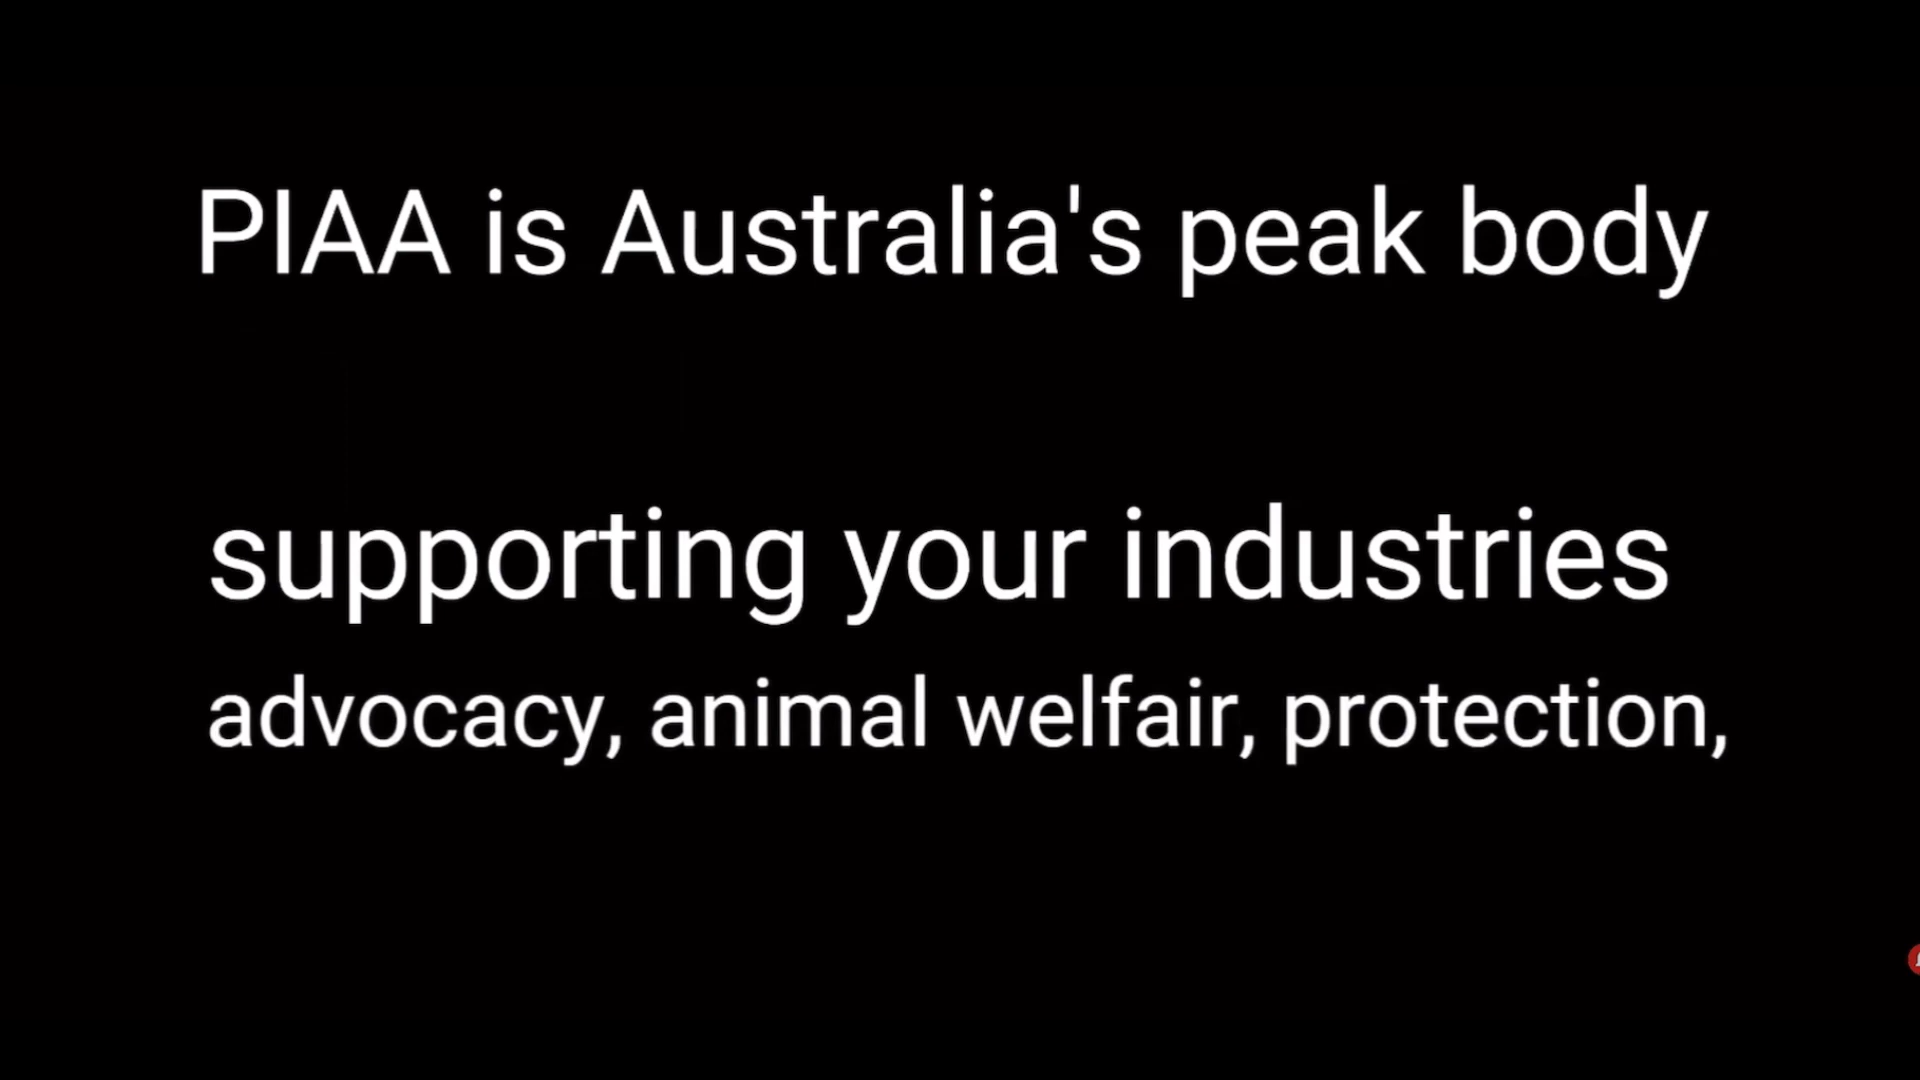 PIAA is Australia's peak body
supporting your industries
advocacy, animal welfair, protection,